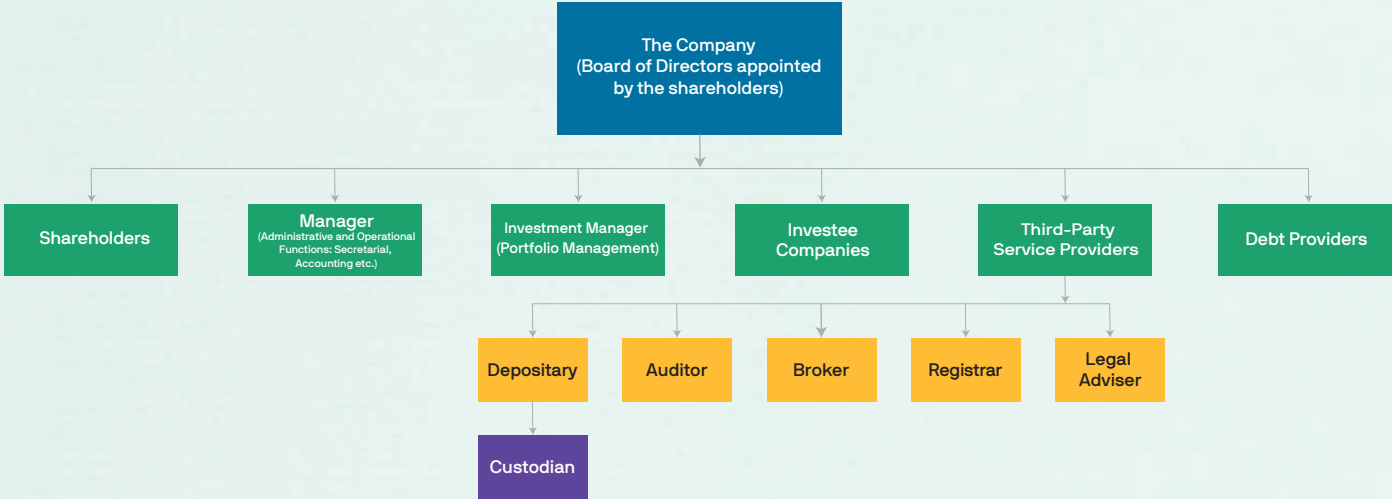 The Company
(Board of Directors appointed
by the shareholders)
Shareholders
Manager
(Administrative and Operational
Functions: Secretarial,
Accounting etc.)
Investment Manager
(Portfolio Management)
Investee
Companies
Third-Party
Service Providers
Debt Providers
Depositary
Auditor
Broker
Registrar
Legal
Adviser
Custodian